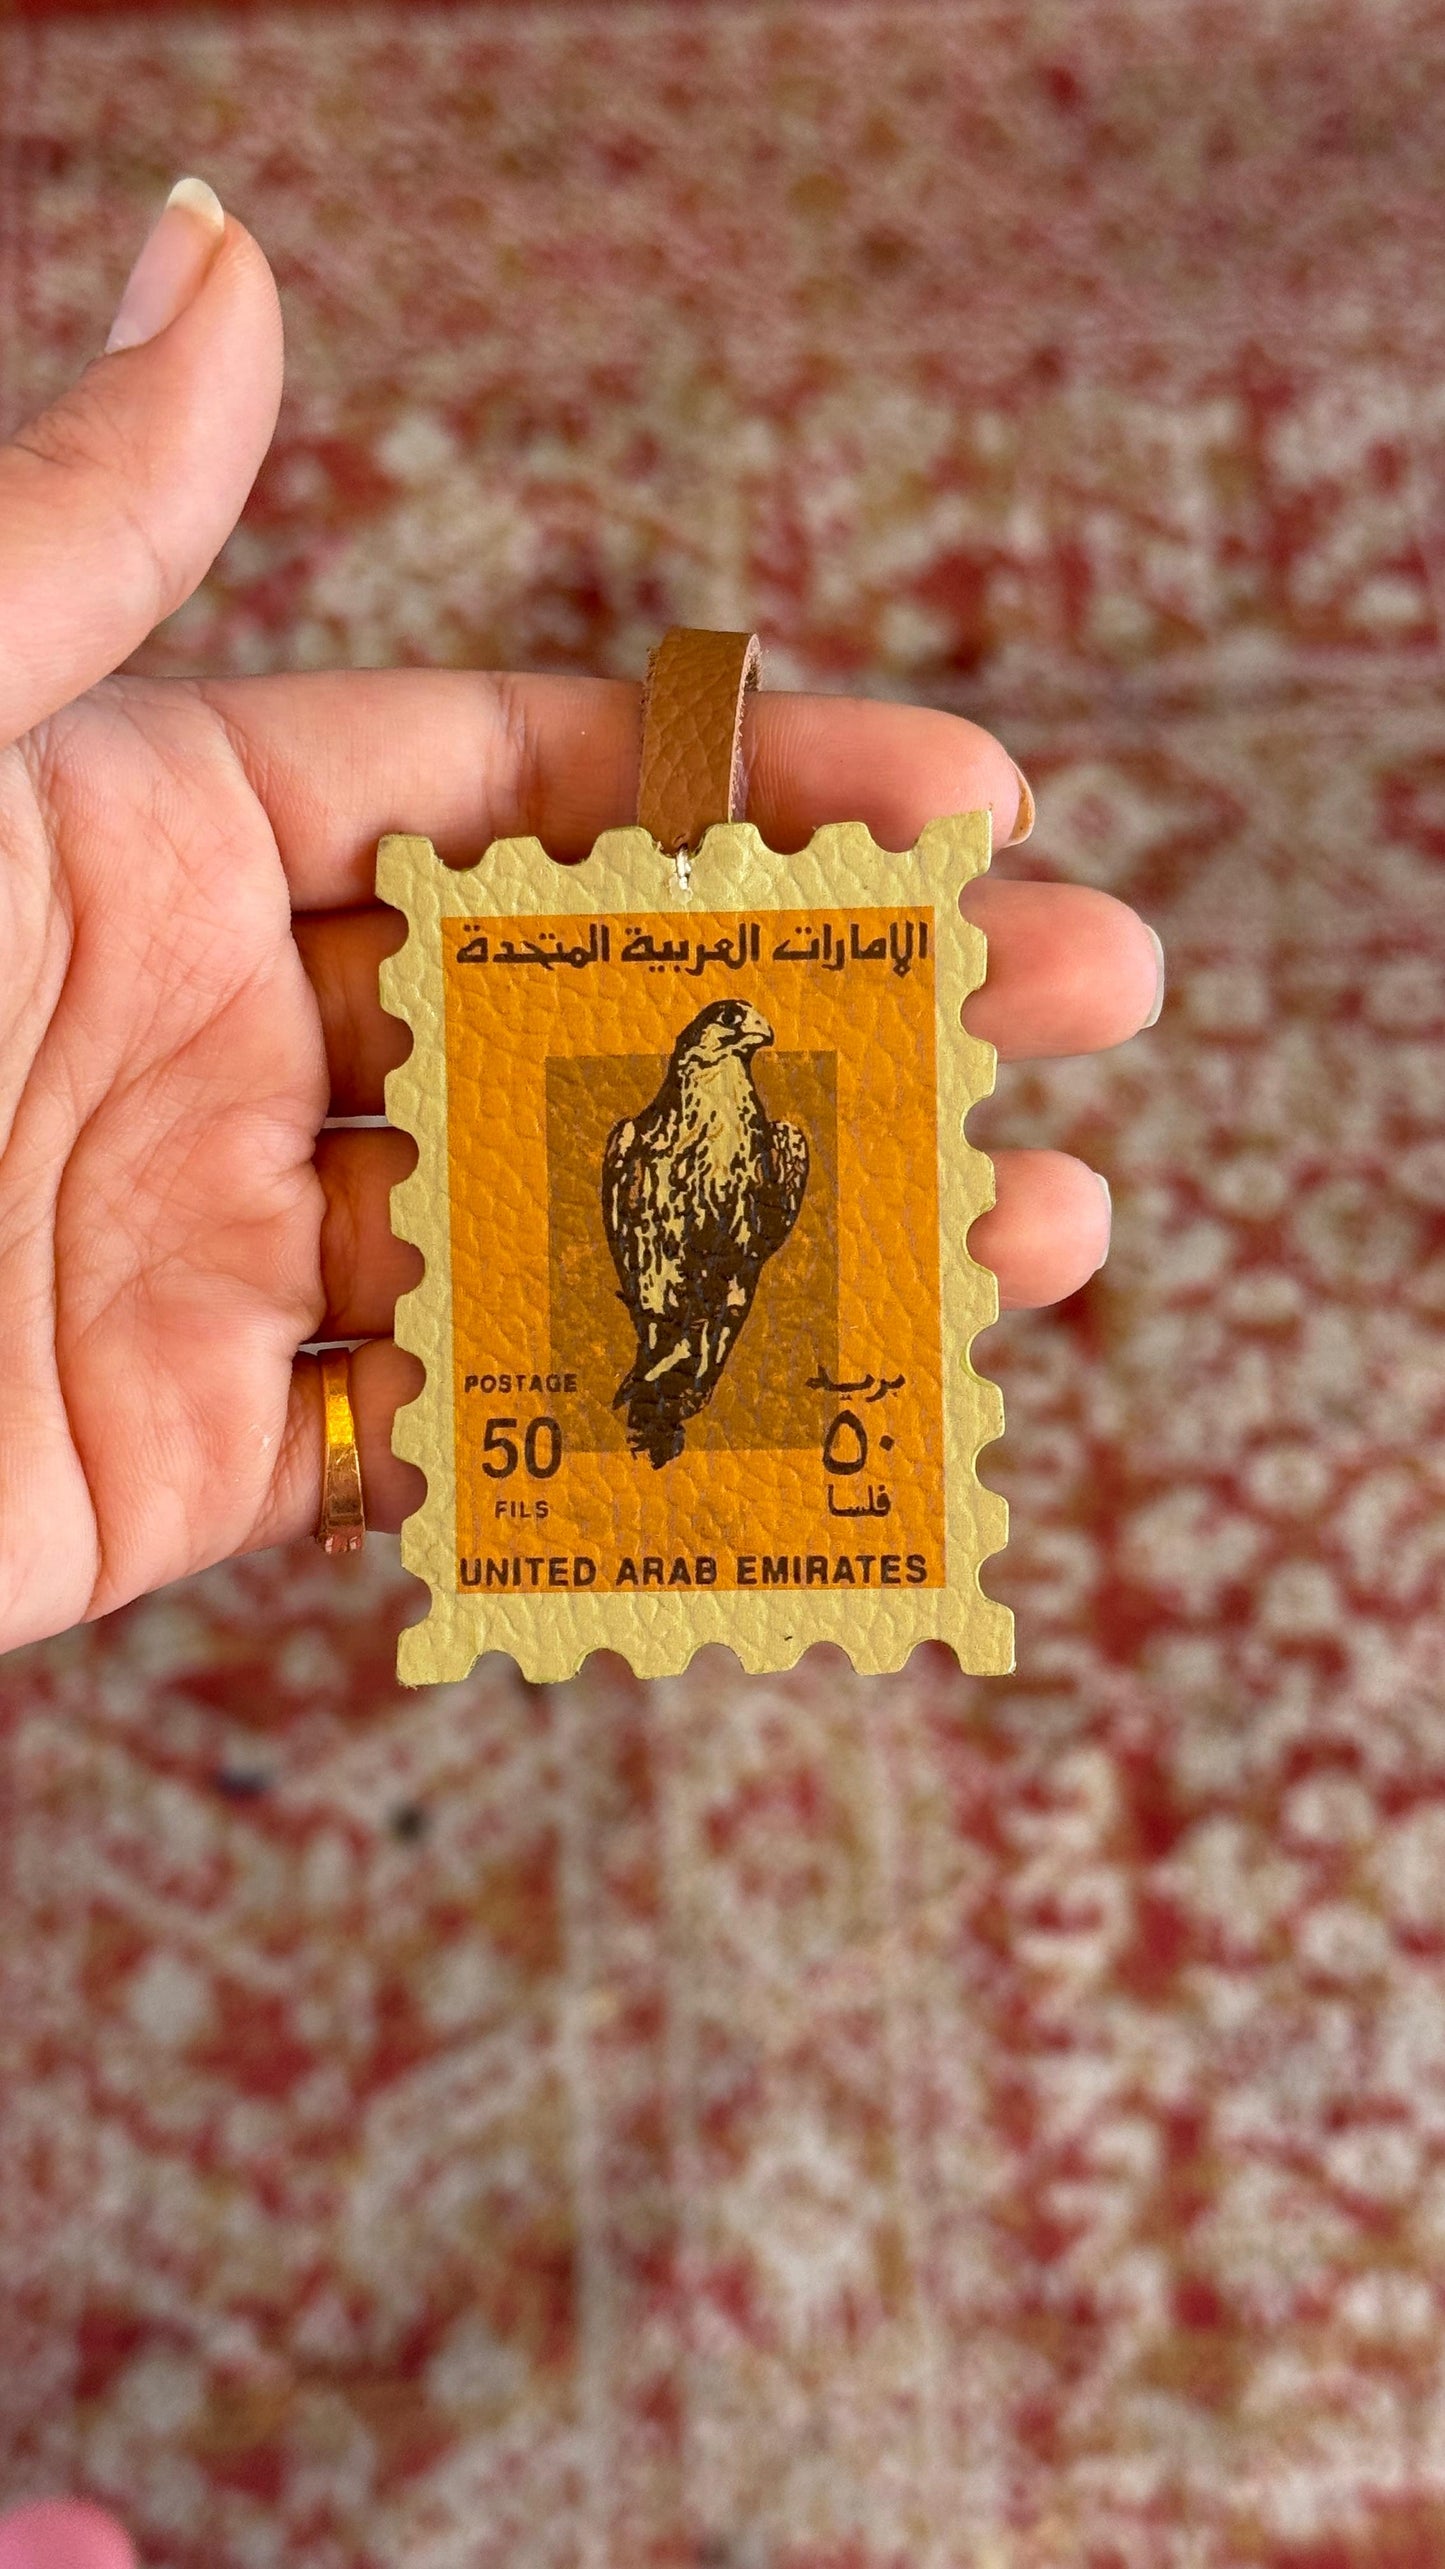 الإمارات العربية المتحدة
POSTAGE بريد
50 ٥٠
FILS فلسا
UNITED ARAB EMIRATES